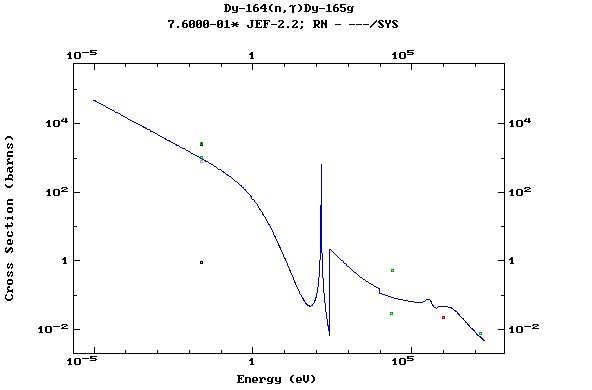 Dy-164(n,γ)Dy-165g
7.6000-01* JEF-2.2; RN - ---/SYS
10⁻⁵ 1 10⁵
10⁴ 10⁴
10² 10²
1 1
10⁻² 10⁻²
Cross Section (barns)
10⁻⁵ 1 10⁵
Energy (eV)